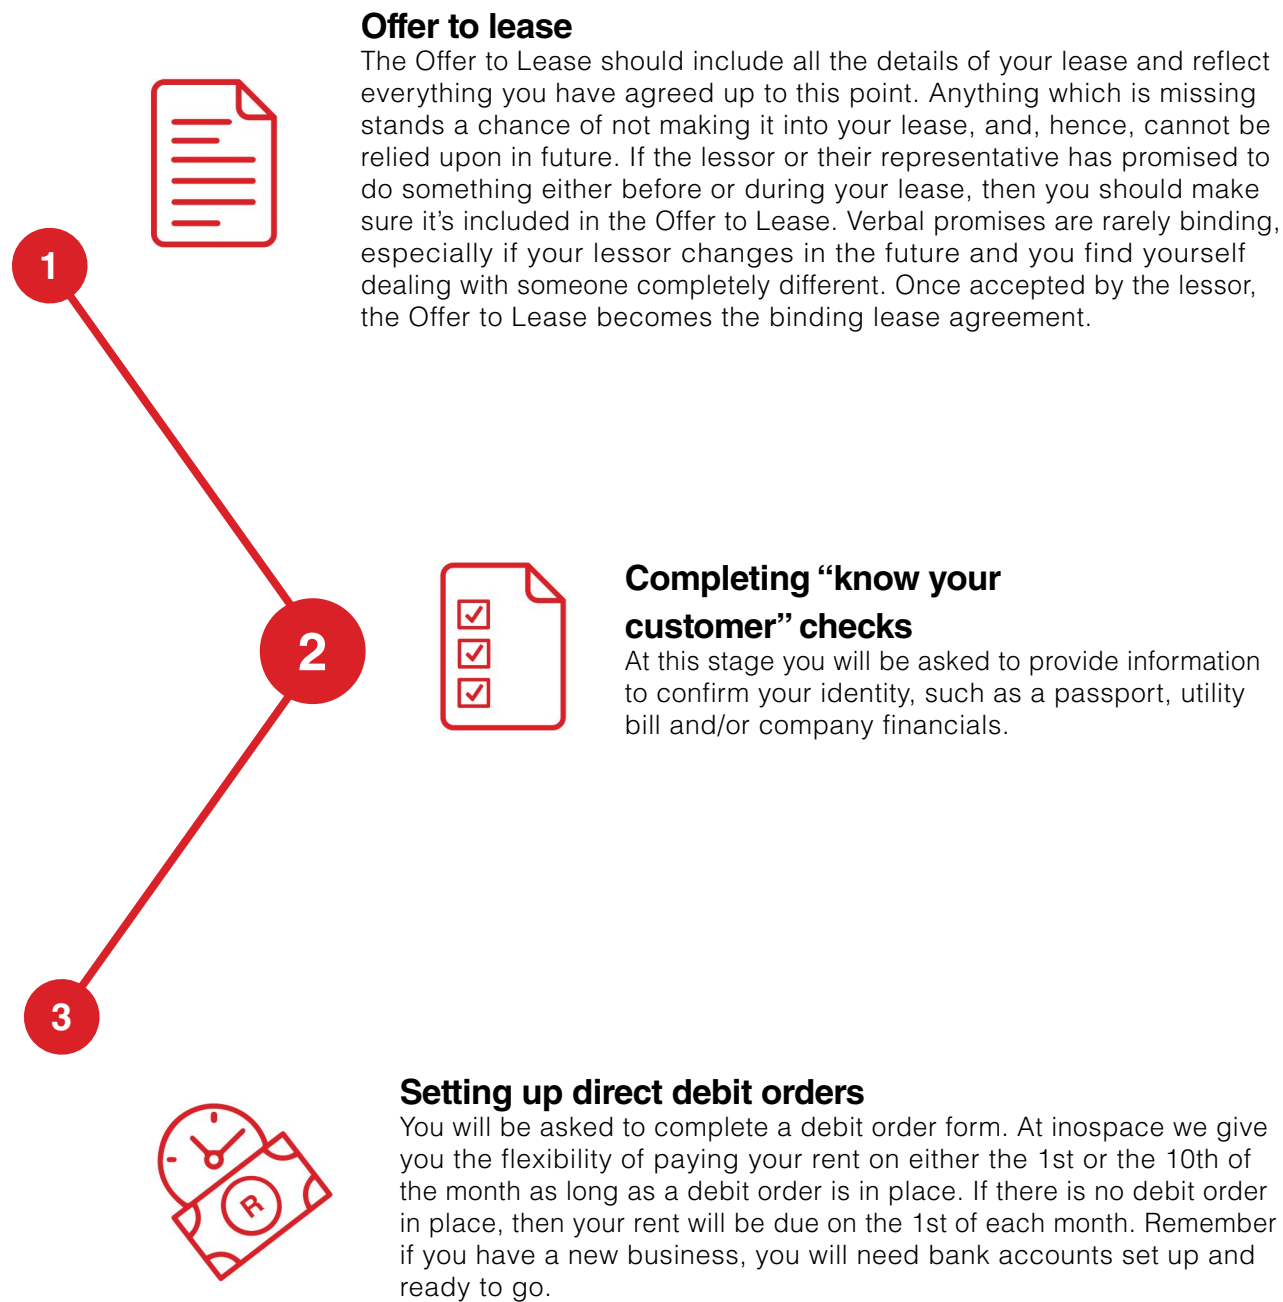 Offer to lease
The Offer to Lease should include all the details of your lease and reflect
everything you have agreed up to this point. Anything which is missing
stands a chance of not making it into your lease, and, hence, cannot be
relied upon in future. If the lessor or their representative has promised to
do something either before or during your lease, then you should make
sure it’s included in the Offer to Lease. Verbal promises are rarely binding,
especially if your lessor changes in the future and you find yourself
dealing with someone completely different. Once accepted by the lessor,
the Offer to Lease becomes the binding lease agreement.
1
Completing “know your
customer” checks
At this stage you will be asked to provide information
to confirm your identity, such as a passport, utility
bill and/or company financials.
2
3
Setting up direct debit orders
You will be asked to complete a debit order form. At inospace we give
you the flexibility of paying your rent on either the 1st or the 10th of
the month as long as a debit order is in place. If there is no debit order
in place, then your rent will be due on the 1st of each month. Remember
if you have a new business, you will need bank accounts set up and
ready to go.
R